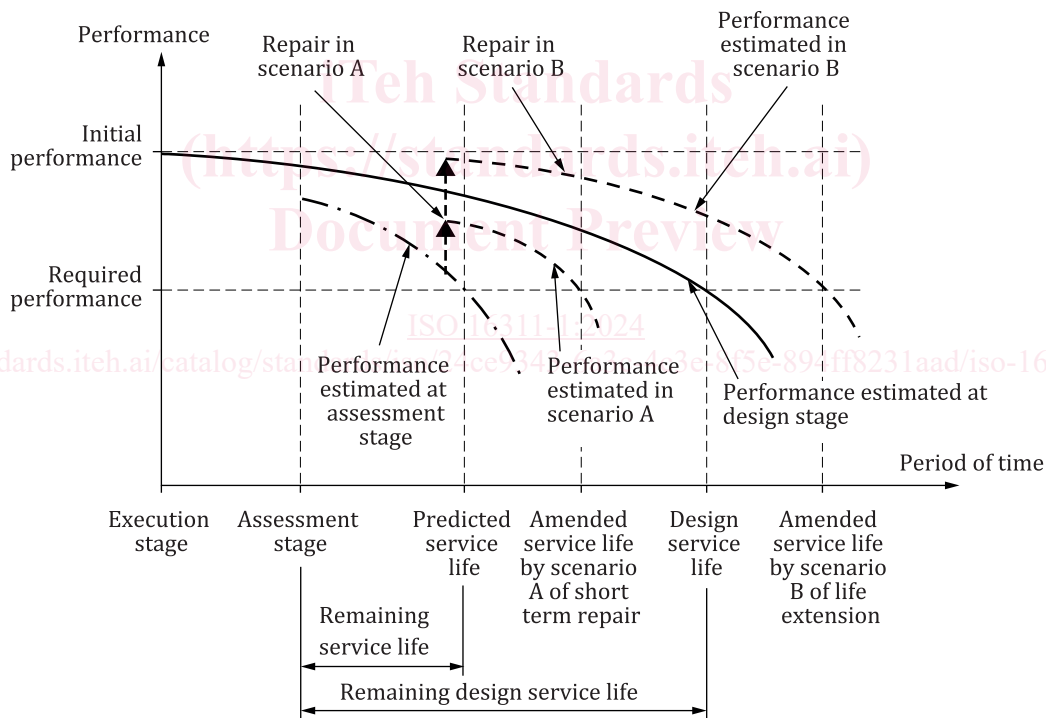 Performance
Repair in
scenario A
Repair in
scenario B
Performance
estimated in
scenario B
iTeh Standards
Initial
performance
(https://standards.iteh.ai)
Document Preview
Required
performance
ISO 16311-1:2024
Performance
estimated at
assessment
stage
Performance
estimated in
scenario A
Performance estimated at
design stage
Period of time
Execution
stage
Assessment
stage
Predicted
service
life
Amended
service life
by scenario
A of short
term repair
Design
service
life
Amended
service life
by scenario
B of life
extension
Remaining
service life
Remaining design service life